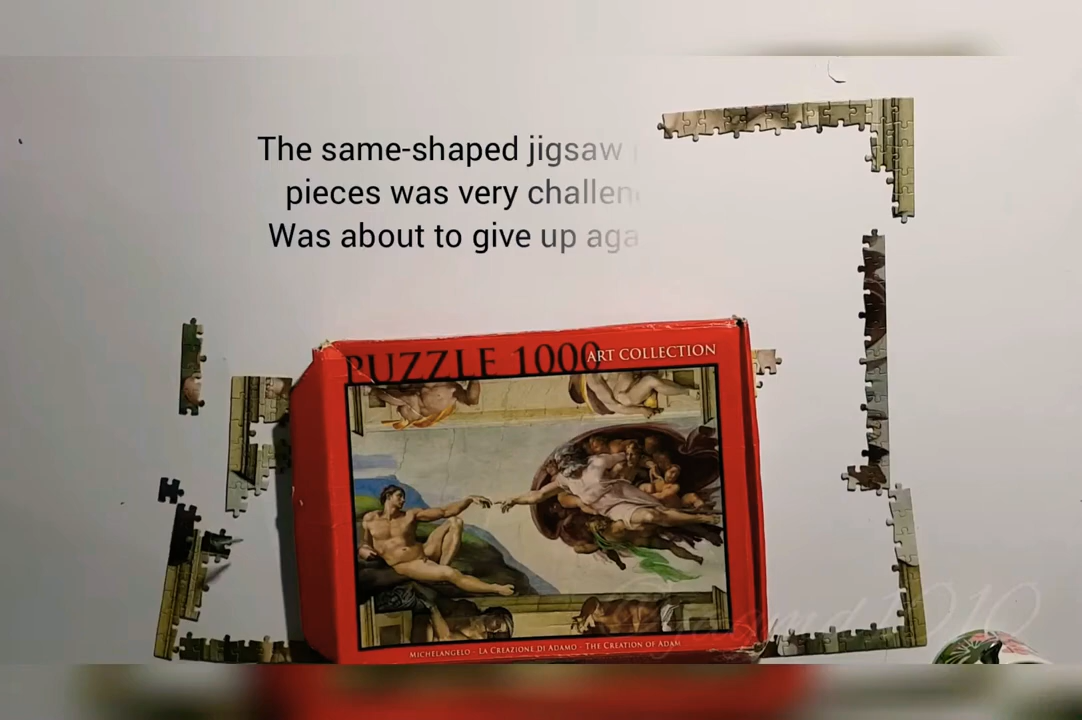 The same-shaped jigsaw
pieces was very challen
Was about to give up aga
PUZZLE 1000
ART COLLECTION
MICHELANGELO · LA CREAZIONE DI ADAMO · THE CREATION OF ADAM